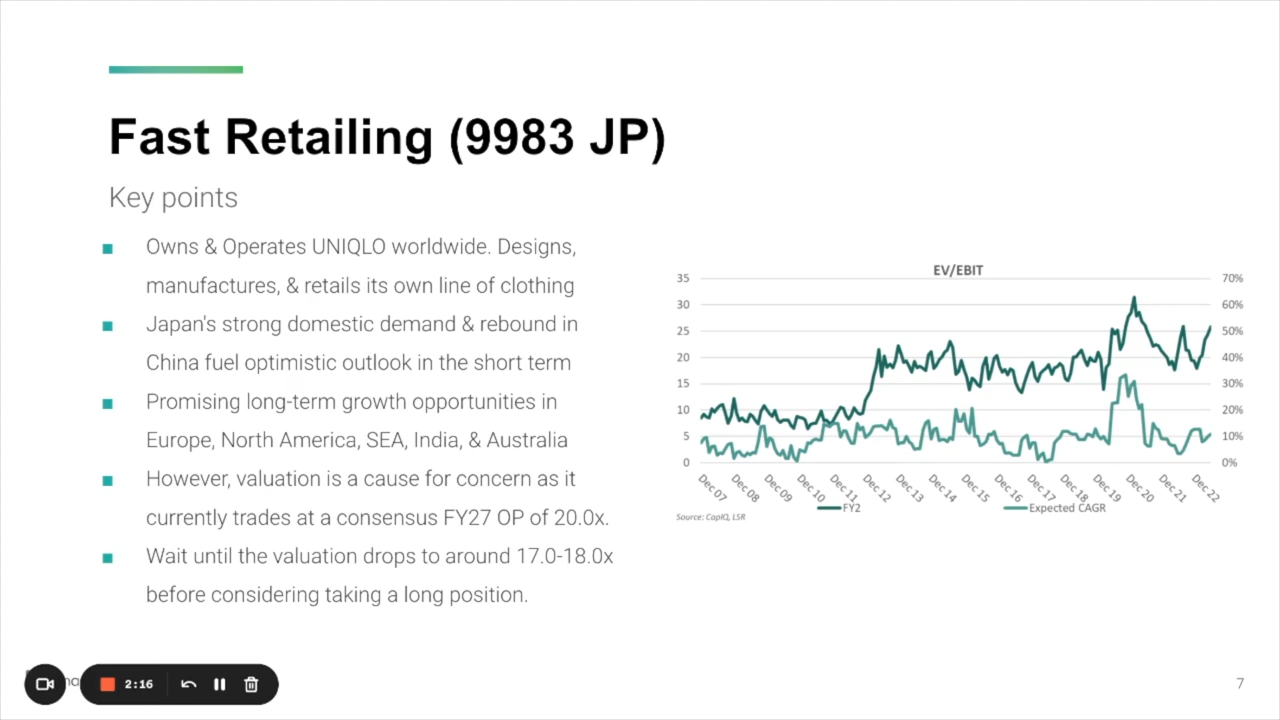 Fast Retailing (9983 JP)
Key points
Owns & Operates UNIQLO worldwide. Designs,
manufactures, & retails its own line of clothing
Japan's strong domestic demand & rebound in
China fuel optimistic outlook in the short term
Promising long-term growth opportunities in
Europe, North America, SEA, India, & Australia
However, valuation is a cause for concern as it
currently trades at a consensus FY27 OP of 20.0x.
Wait until the valuation drops to around 17.0-18.0x
before considering taking a long position.
EV/EBIT
35 70%
30 60%
25 50%
20 40%
15 30%
10 20%
5 10%
0 0%
Dec 07 Dec 08 Dec 09 Dec 10 Dec 11 Dec 12 Dec 13 Dec 14 Dec 15 Dec 16 Dec 17 Dec 18 Dec 19 Dec 20 Dec 21 Dec 22
FY2 Expected CAGR
Source: CapIQ, LSR
2:16
7